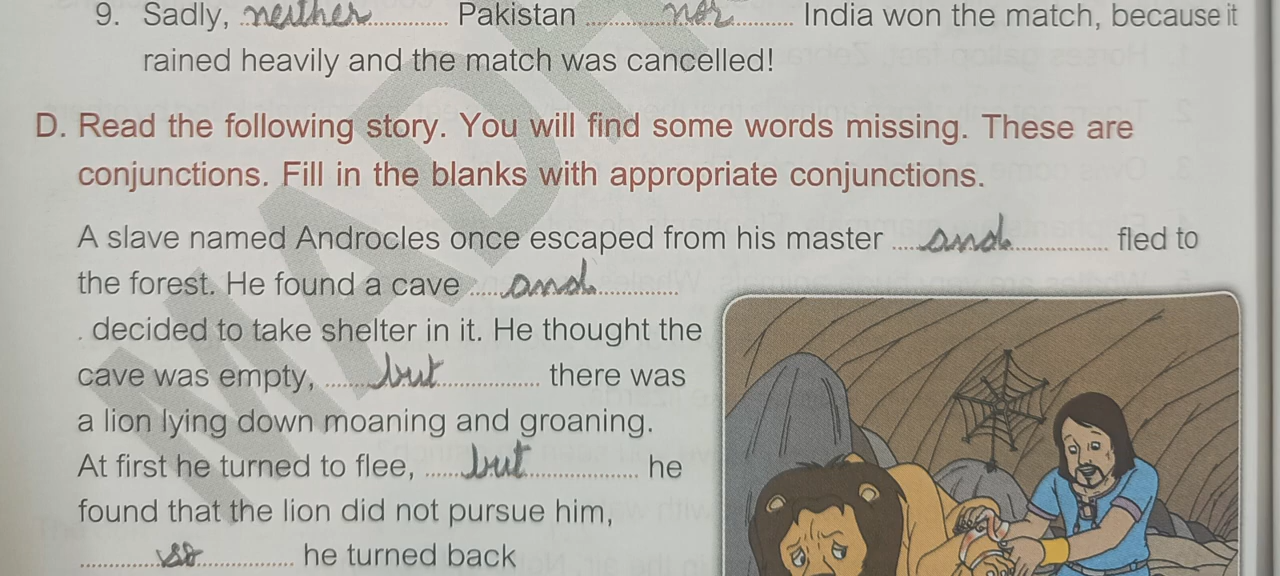 9. Sadly, neither Pakistan nor India won the match, because it
rained heavily and the match was cancelled!
D. Read the following story. You will find some words missing. These are
conjunctions. Fill in the blanks with appropriate conjunctions.
A slave named Androcles once escaped from his master and fled to
the forest. He found a cave and
. decided to take shelter in it. He thought the
cave was empty, but there was
a lion lying down moaning and groaning.
At first he turned to flee, but he
found that the lion did not pursue him,
so he turned back